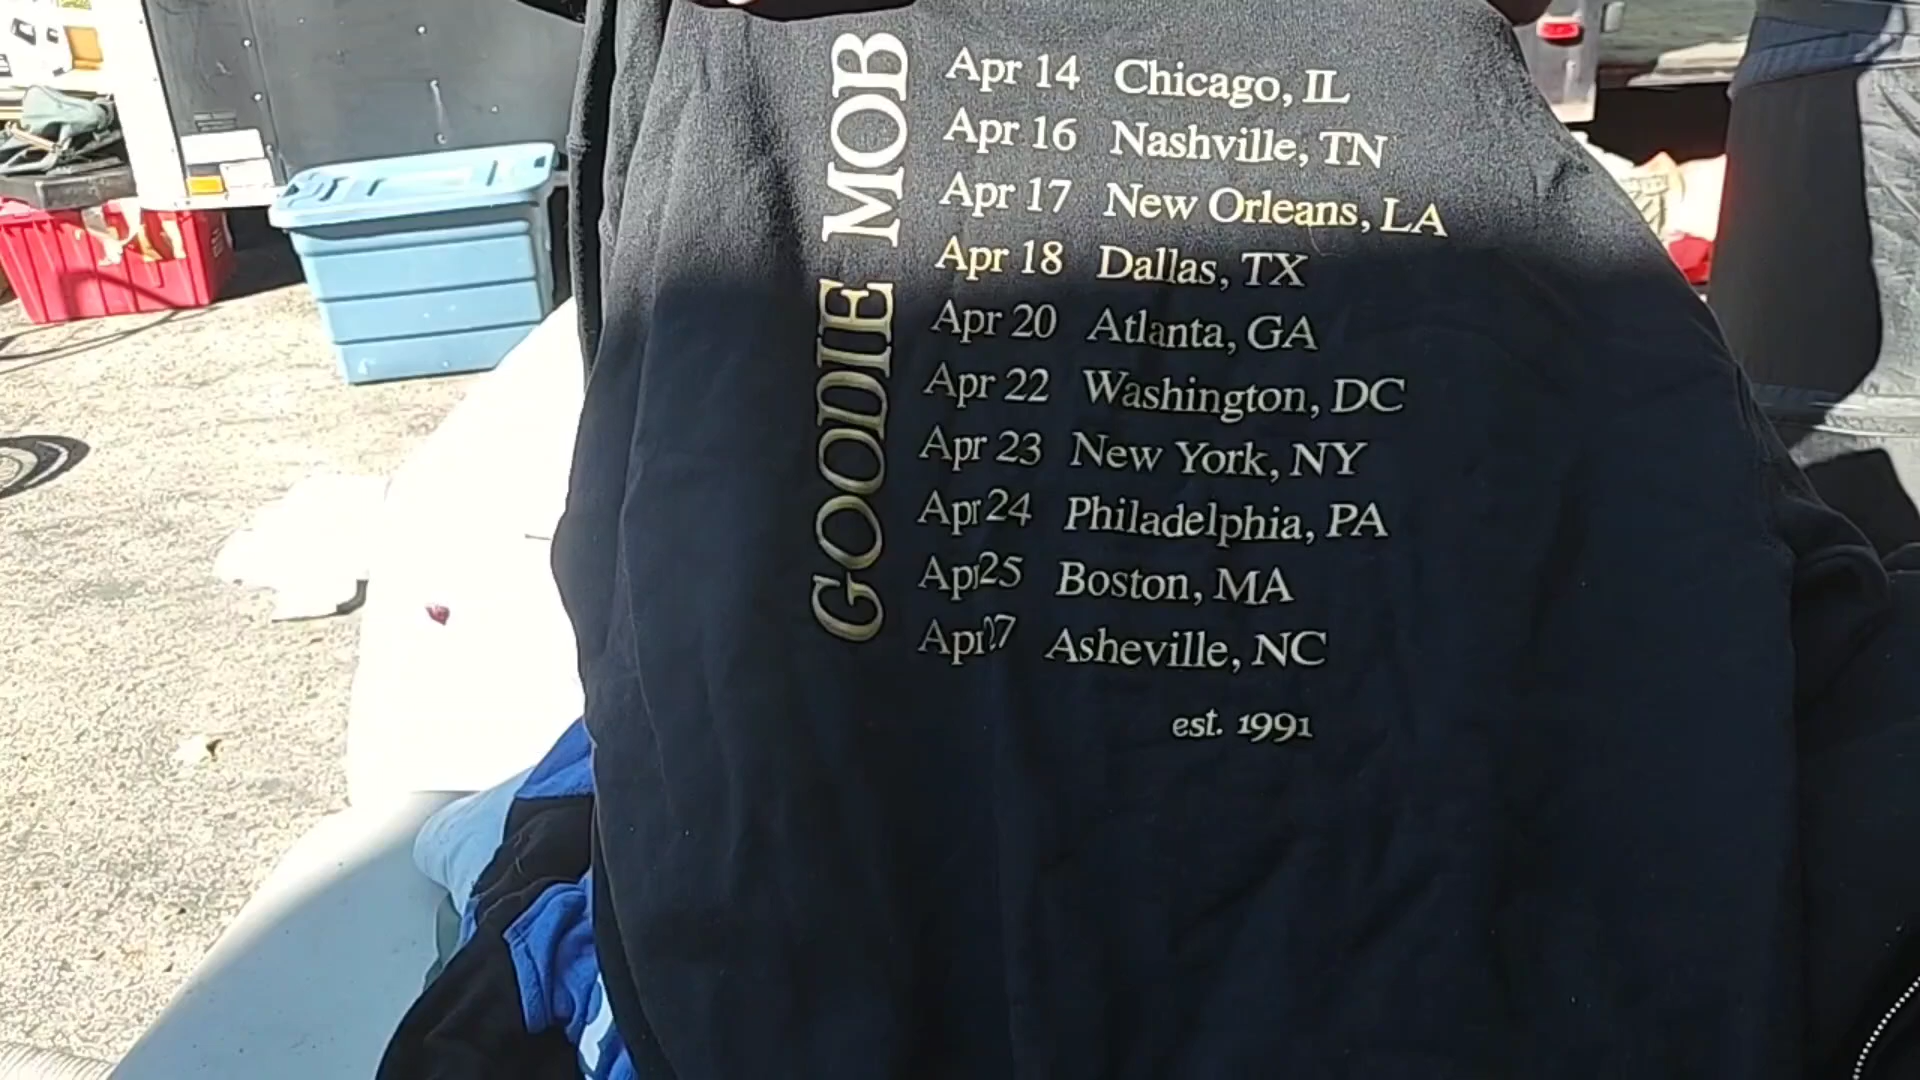 GOODIE MOB
Apr 14 Chicago, IL
Apr 16 Nashville, TN
Apr 17 New Orleans, LA
Apr 18 Dallas, TX
Apr 20 Atlanta, GA
Apr 22 Washington, DC
Apr 23 New York, NY
Apr 24 Philadelphia, PA
Apr 25 Boston, MA
Apr 27 Asheville, NC
est. 1991